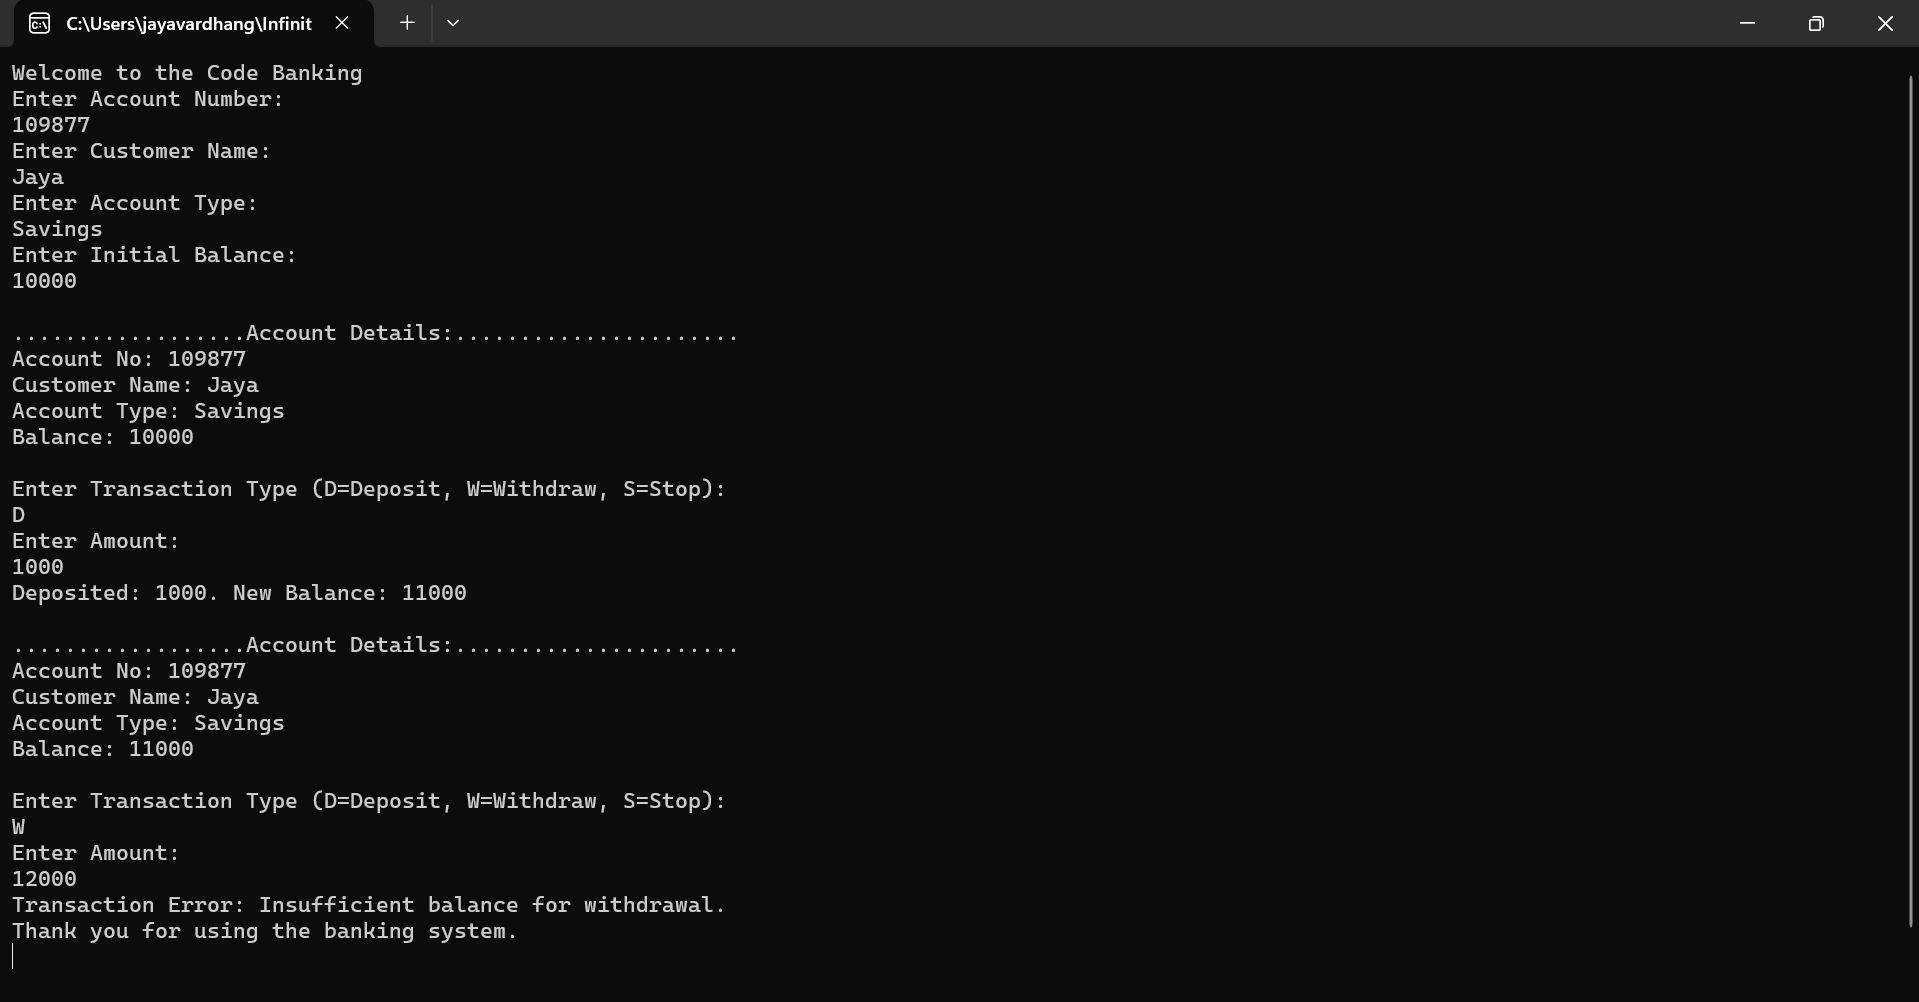 C:\Users\jayavardhang\Infinit
Welcome to the Code Banking
Enter Account Number:
109877
Enter Customer Name:
Jaya
Enter Account Type:
Savings
Enter Initial Balance:
10000
..................Account Details:......................
Account No: 109877
Customer Name: Jaya
Account Type: Savings
Balance: 10000
Enter Transaction Type (D=Deposit, W=Withdraw, S=Stop):
D
Enter Amount:
1000
Deposited: 1000. New Balance: 11000
..................Account Details:......................
Account No: 109877
Customer Name: Jaya
Account Type: Savings
Balance: 11000
Enter Transaction Type (D=Deposit, W=Withdraw, S=Stop):
W
Enter Amount:
12000
Transaction Error: Insufficient balance for withdrawal.
Thank you for using the banking system.